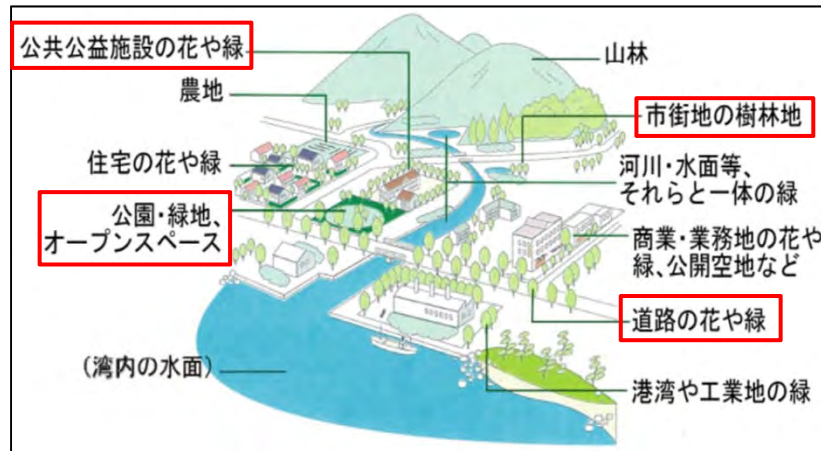 公共公益施設の花や緑
農地
住宅の花や緑
公園・緑地、
オープンスペース
（湾内の水面）
山林
市街地の樹林地
河川・水面等、
それらと一体の緑
商業・業務地の花や
緑、公開空地など
道路の花や緑
港湾や工業地の緑